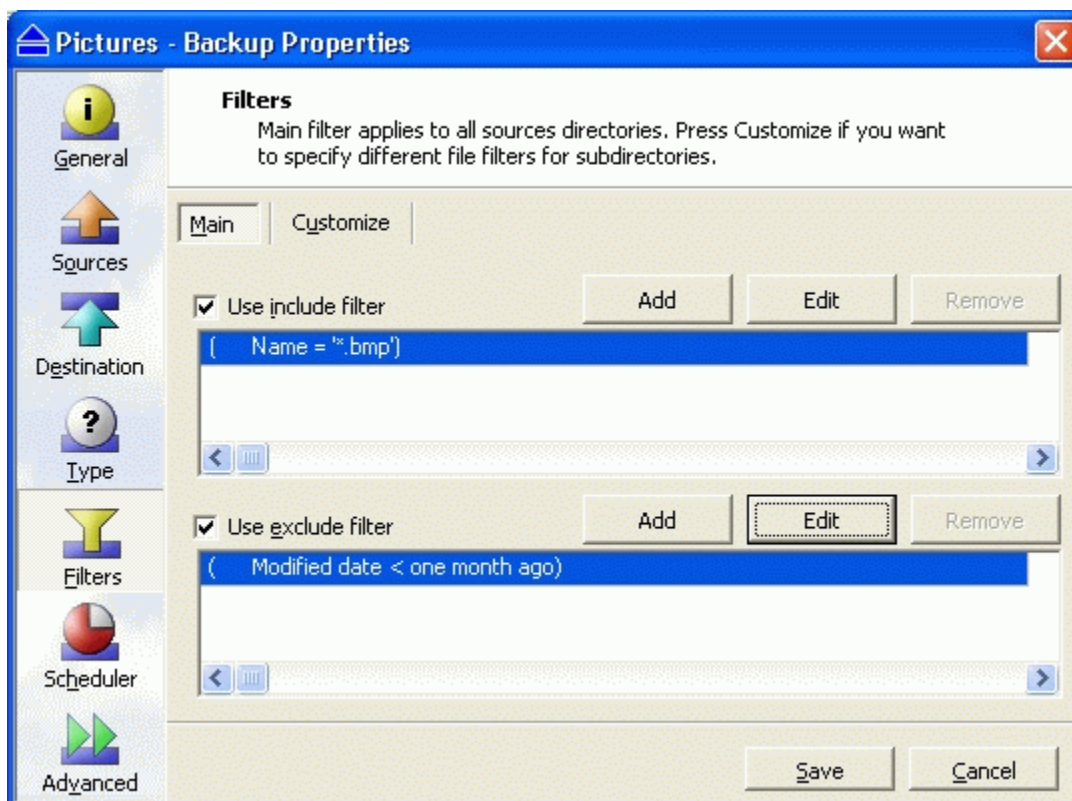 Pictures - Backup Properties
General
Sources
Destination
Type
Filters
Scheduler
Advanced
Filters
Main filter applies to all sources directories. Press Customize if you want
to specify different file filters for subdirectories.
Main Customize
Use include filter Add Edit Remove
( Name = '*.bmp')
Use exclude filter Add Edit Remove
( Modified date < one month ago)
Save Cancel